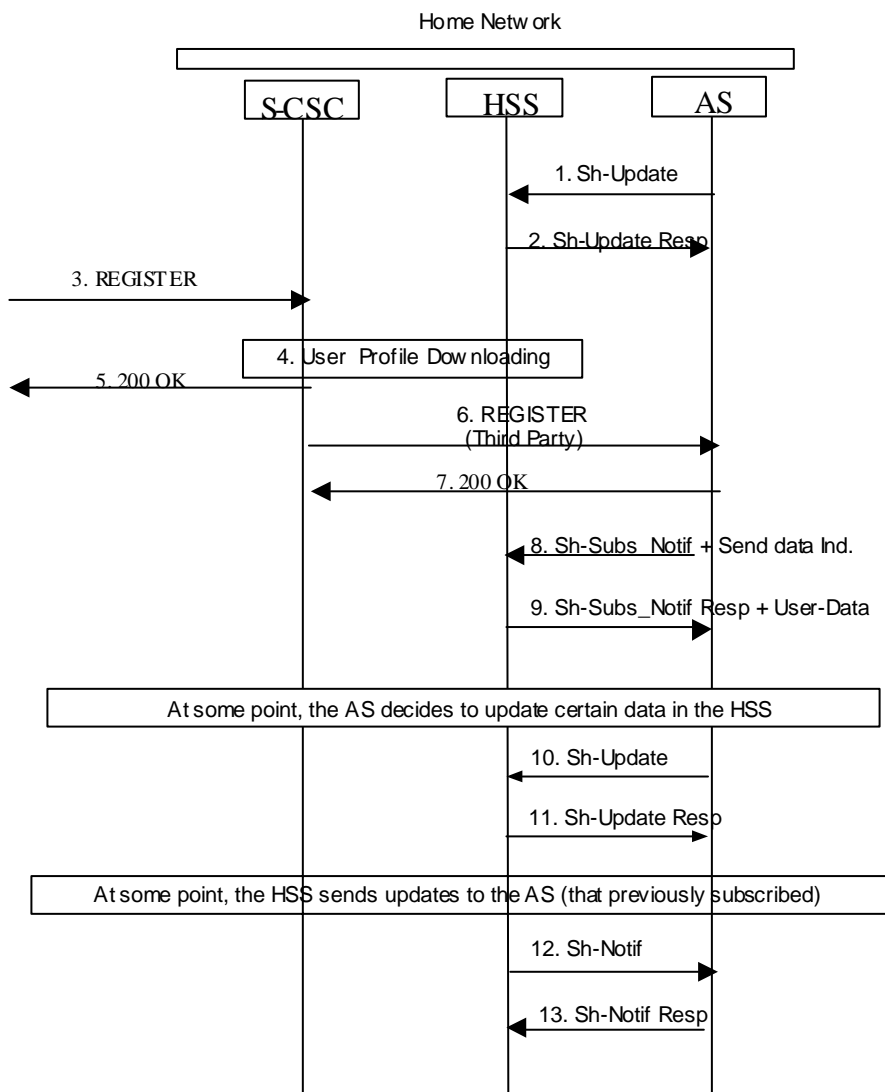 Home Network
S-CSC
HSS
AS
1. Sh-Update
2. Sh-Update Resp
3. REGISTER
4. User Profile Downloading
5. 200 OK
6. REGISTER
(Third Party)
7. 200 OK
8. Sh-Subs_Notif + Send data Ind.
9. Sh-Subs_Notif Resp + User-Data
At some point, the AS decides to update certain data in the HSS
10. Sh-Update
11. Sh-Update Resp
At some point, the HSS sends updates to the AS (that previously subscribed)
12. Sh-Notif
13. Sh-Notif Resp